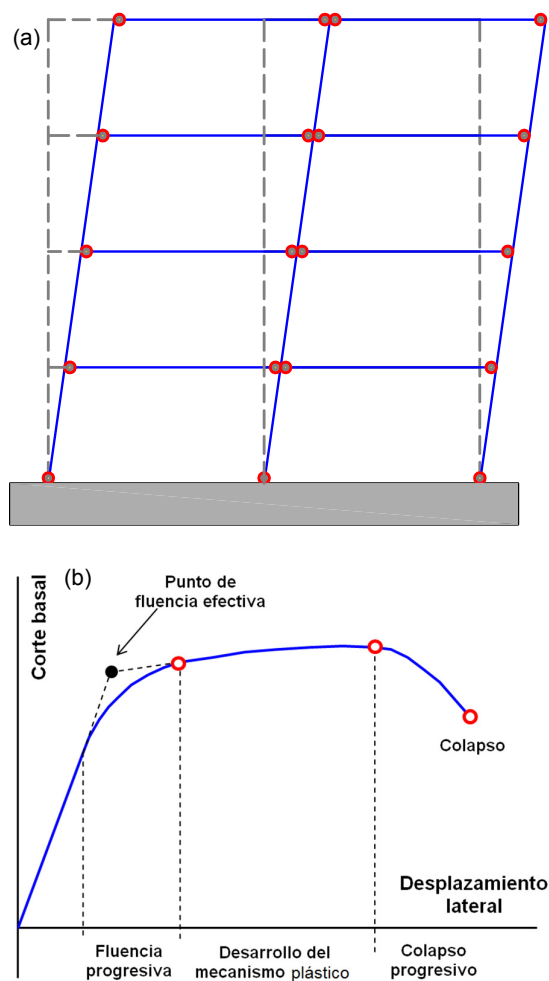 (a)
(b)
Punto de
fluencia efectiva
Corte basal
Colapso
Desplazamiento
lateral
Fluencia
progresiva
Desarrollo del
mecanismo plástico
Colapso
progresivo